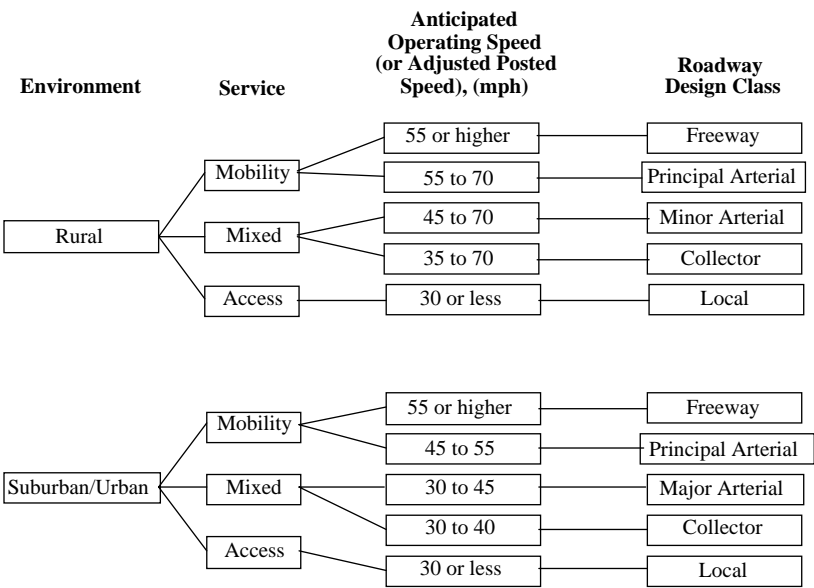 Environment
Service
Anticipated
Operating Speed
(or Adjusted Posted
Speed), (mph)
Roadway
Design Class
Rural
Mobility
55 or higher
Freeway
55 to 70
Principal Arterial
Mixed
45 to 70
Minor Arterial
35 to 70
Collector
Access
30 or less
Local
Suburban/Urban
Mobility
55 or higher
Freeway
45 to 55
Principal Arterial
Mixed
30 to 45
Major Arterial
30 to 40
Collector
Access
30 or less
Local